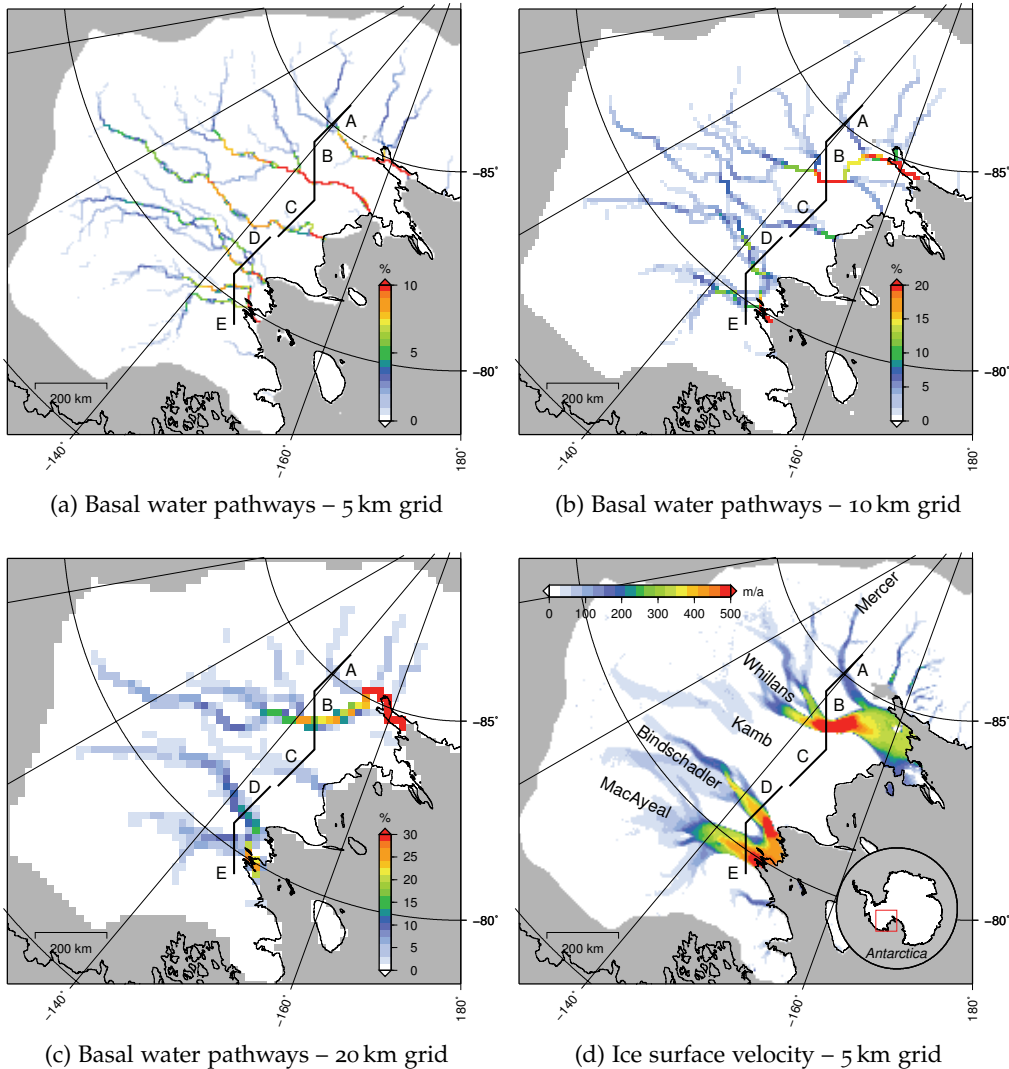 A
B
C
D
E
%
10
5
0
200 km
−85°
−80°
−140°
−160°
180°
(a) Basal water pathways – 5 km grid
A
B
C
D
E
%
20
15
10
5
0
200 km
−85°
−80°
−140°
−160°
180°
(b) Basal water pathways – 10 km grid
A
B
C
D
E
%
30
25
20
15
10
5
0
200 km
−85°
−80°
−140°
−160°
180°
(c) Basal water pathways – 20 km grid
m/a
0 100 200 300 400 500
Mercer
Whillans
Kamb
Bindschadler
MacAyeal
A
B
C
D
E
200 km
Antarctica
−85°
−80°
−140°
−160°
180°
(d) Ice surface velocity – 5 km grid